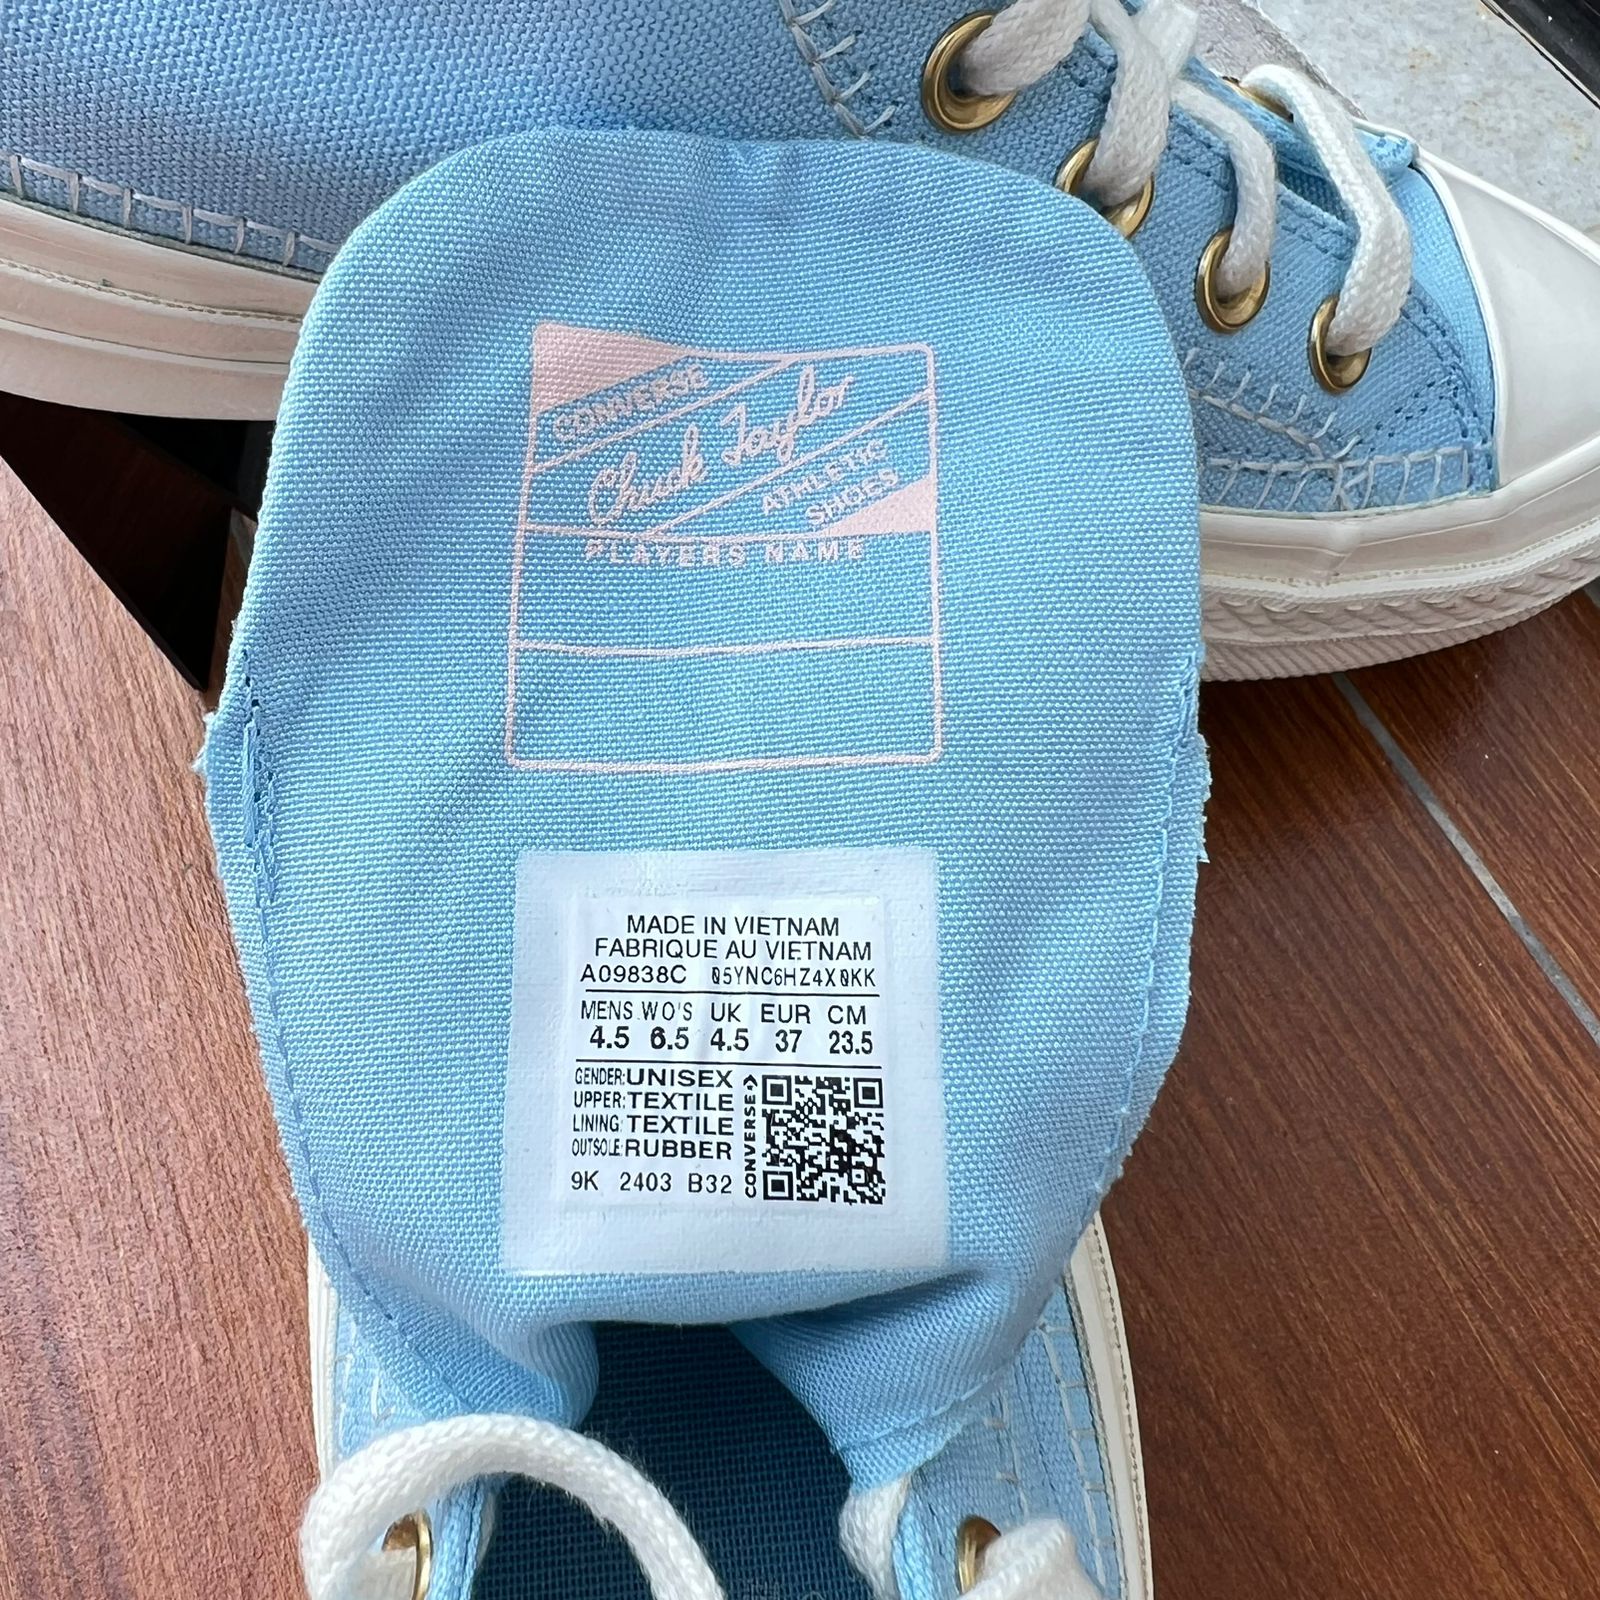 CONVERSE
Chuck Taylor
ATHLETIC
SHOES
PLAYERS NAME
MADE IN VIETNAM
FABRIQUE AU VIETNAM
A09838C 05YNC6HZ4X0KK
MENS WO'S UK EUR CM
4.5 6.5 4.5 37 23.5
GENDER: UNISEX
UPPER: TEXTILE
LINING: TEXTILE
OUTSOLE: RUBBER
9K 2403 B32
CONVERSE